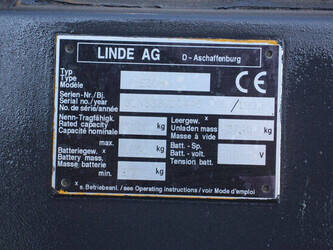 LINDE AG D - Aschaffenburg
Typ
Type
Modèle
CE
Serien-Nr./Bj.
Serial no./year
No. de série/année
/
Nenn-Tragfähigk.
Rated capacity
Capacité nominale
kg
Leergew. x
Unladen mass
Masse à vide
kg
max.
Batteriegew. x
Battery mass.
Masse batterie
kg
min.
kg
Batt. - Sp.
Batt. - volt.
Tension batt.
V
x s. Betriebsanl. / see Operating instructions / voir Mode d'emploi